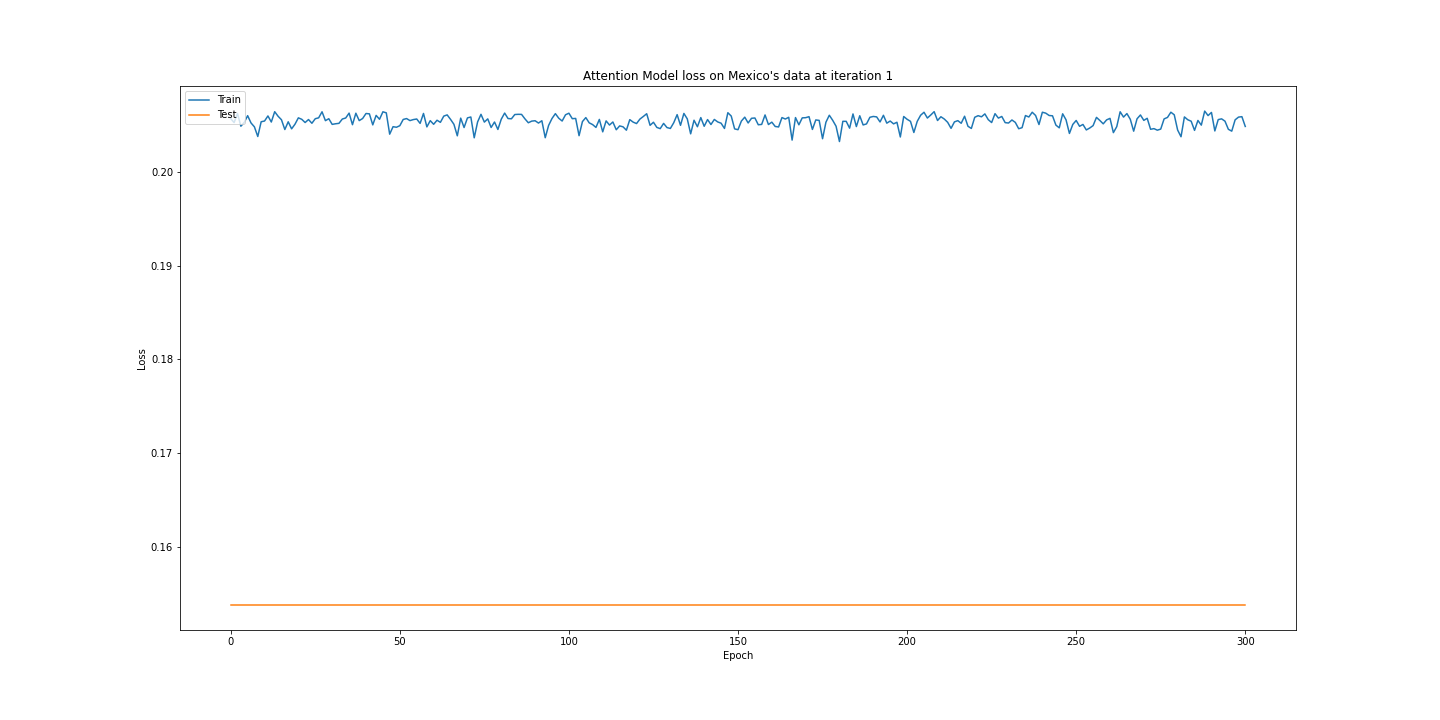 Attention Model loss on Mexico's data at iteration 1
Train
Test
0.20
0.19
0.18
0.17
0.16
Loss
0 50 100 150 200 250 300
Epoch